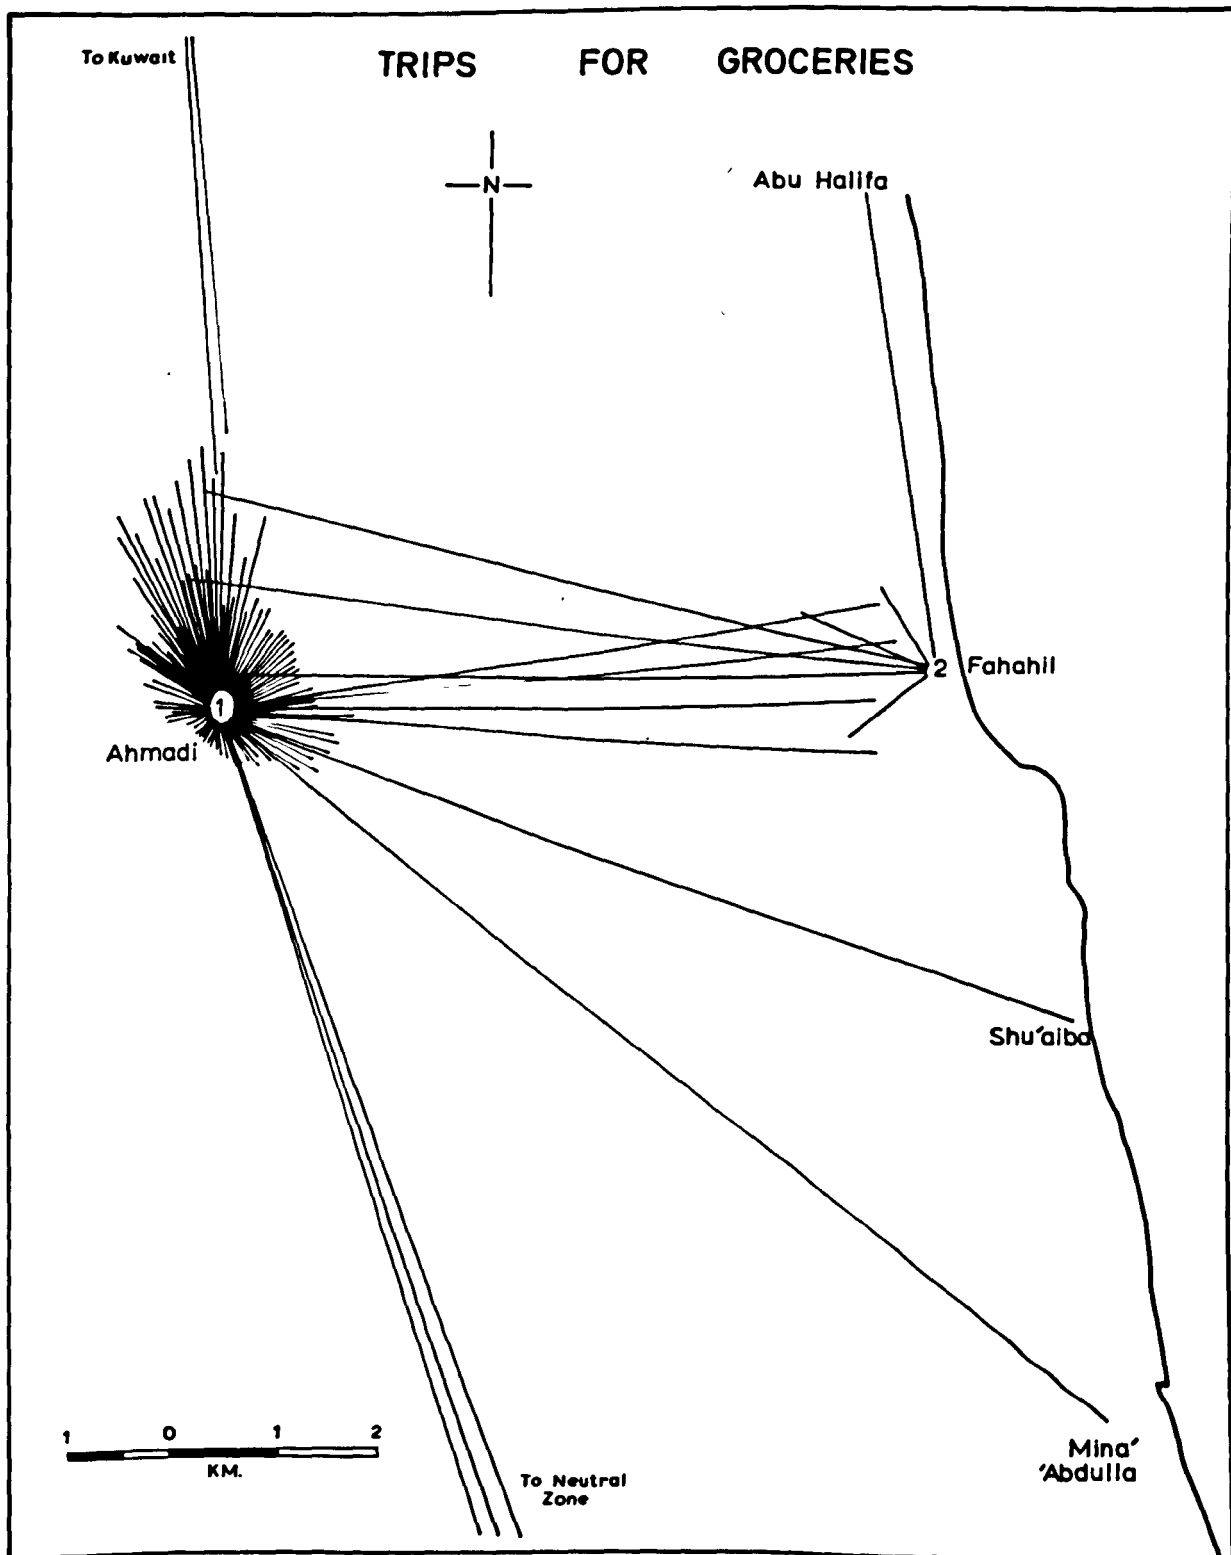 To Kuwait
TRIPS FOR GROCERIES
N
Abu Halifa
2 Fahahil
1
Ahmadi
Shu'aiba
1 0 1 2
KM.
To Neutral
Zone
Mina'
'Abdulla